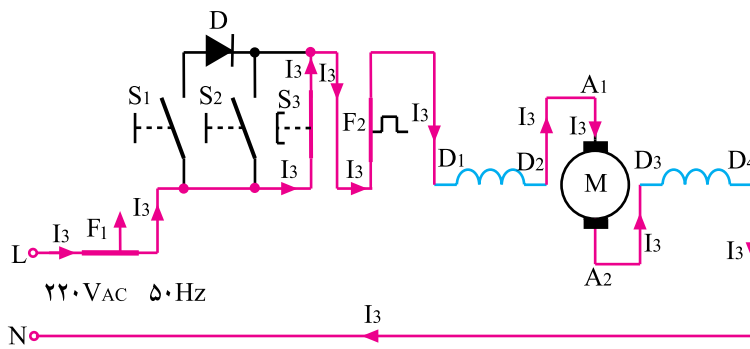 D
S1 S2 I3 I3 S3 F2 I3 I3 A1 I3
D1 D2 M D3 D4
I3 I3
I3 F1 I3 I3 I3
L A2
۲۲۰VAC ۵۰Hz
I3
N